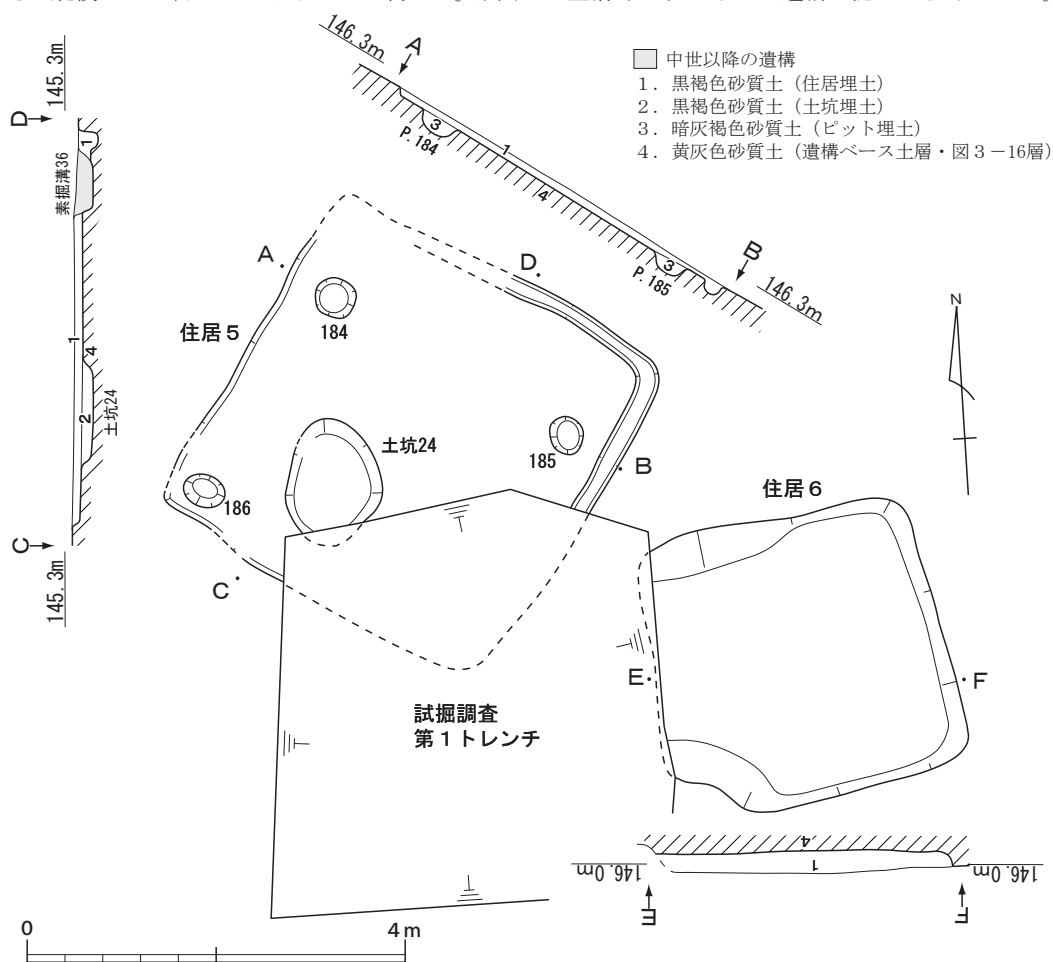 146.3m
A
中世以降の遺構
1．黒褐色砂質土（住居埋土）
2．黒褐色砂質土（土坑埋土）
3．暗灰褐色砂質土（ピット埋土）
4．黄灰色砂質土（遺構ベース土層・図3－16層）
3
P.184
1
4
3
P.185
B
146.3m
145.3m
D
1
素掘溝36
1
4
2
土坑24
C
145.3m
A
D
184
住居5
土坑24
185
B
186
C
N
住居6
E
F
試掘調査
第1トレンチ
4
1
146.0m
146.0m
E
F
0
4m